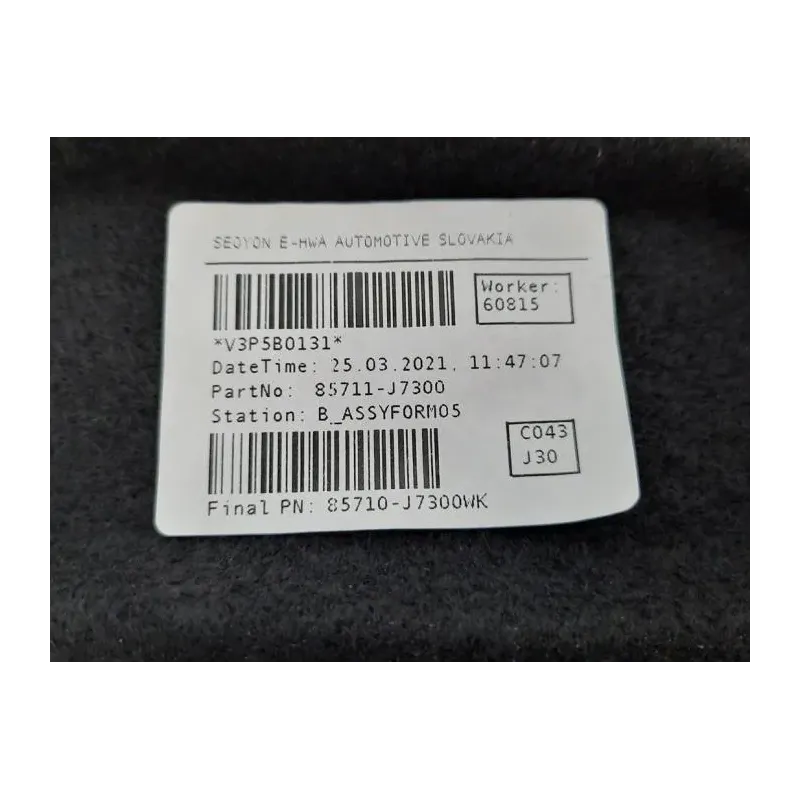 SEOYON E-HWA AUTOMOTIVE SLOVAKIA
Worker:
60815
*V3P5B0131*
DateTime: 25.03.2021, 11:47:07
PartNo: 85711-J7300
Station: B_ASSYFORM05
C043
J30
Final PN: 85710-J7300WK